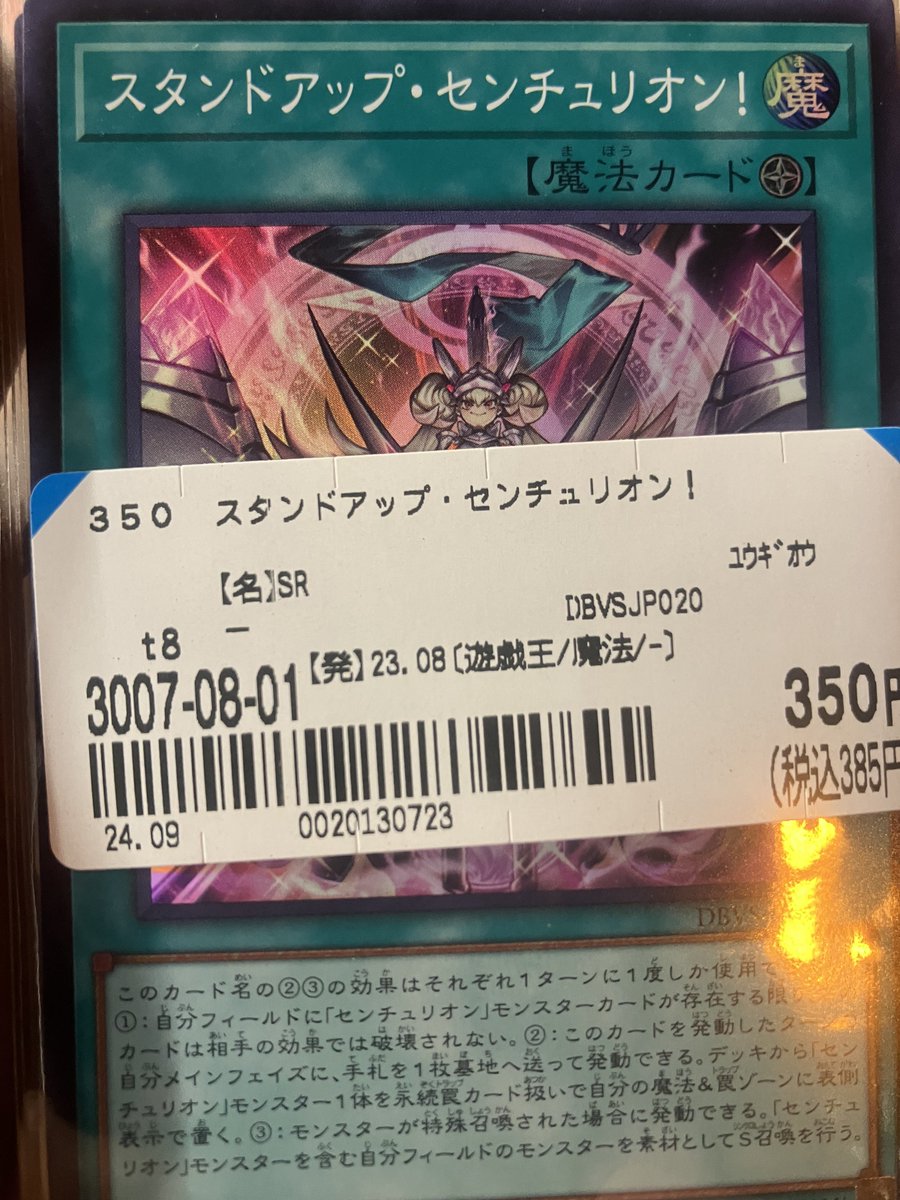 スタンドアップ・センチュリオン!
魔
【魔法カード】
350 スタンドアップ・センチュリオン!
ユウギオウ
【名】SR
DBVSJP020
t8 ー
【発】23.08〔遊戯王/魔法/-〕
3007-08-01
350円
(税込385円
24.09
0020130723
DBVS
このカード名の②③の効果はそれぞれ1ターンに1度しか使用で
①:自分フィールドに「センチュリオン」モンスターカードが存在する限
カードは相手の効果では破壊されない。②:このカードを発動したターン
自分メインフェイズに、手札を1枚墓地へ送って発動できる。デッキから「セン
チュリオン」モンスター1体を永続罠カード扱いで自分の魔法&罠ゾーンに表側
表示で置く。③:モンスターが特殊召喚された場合に発動できる。「センチュ
リオン」モンスターを含む自分フィールドのモンスターを素材としてS召喚を行う。